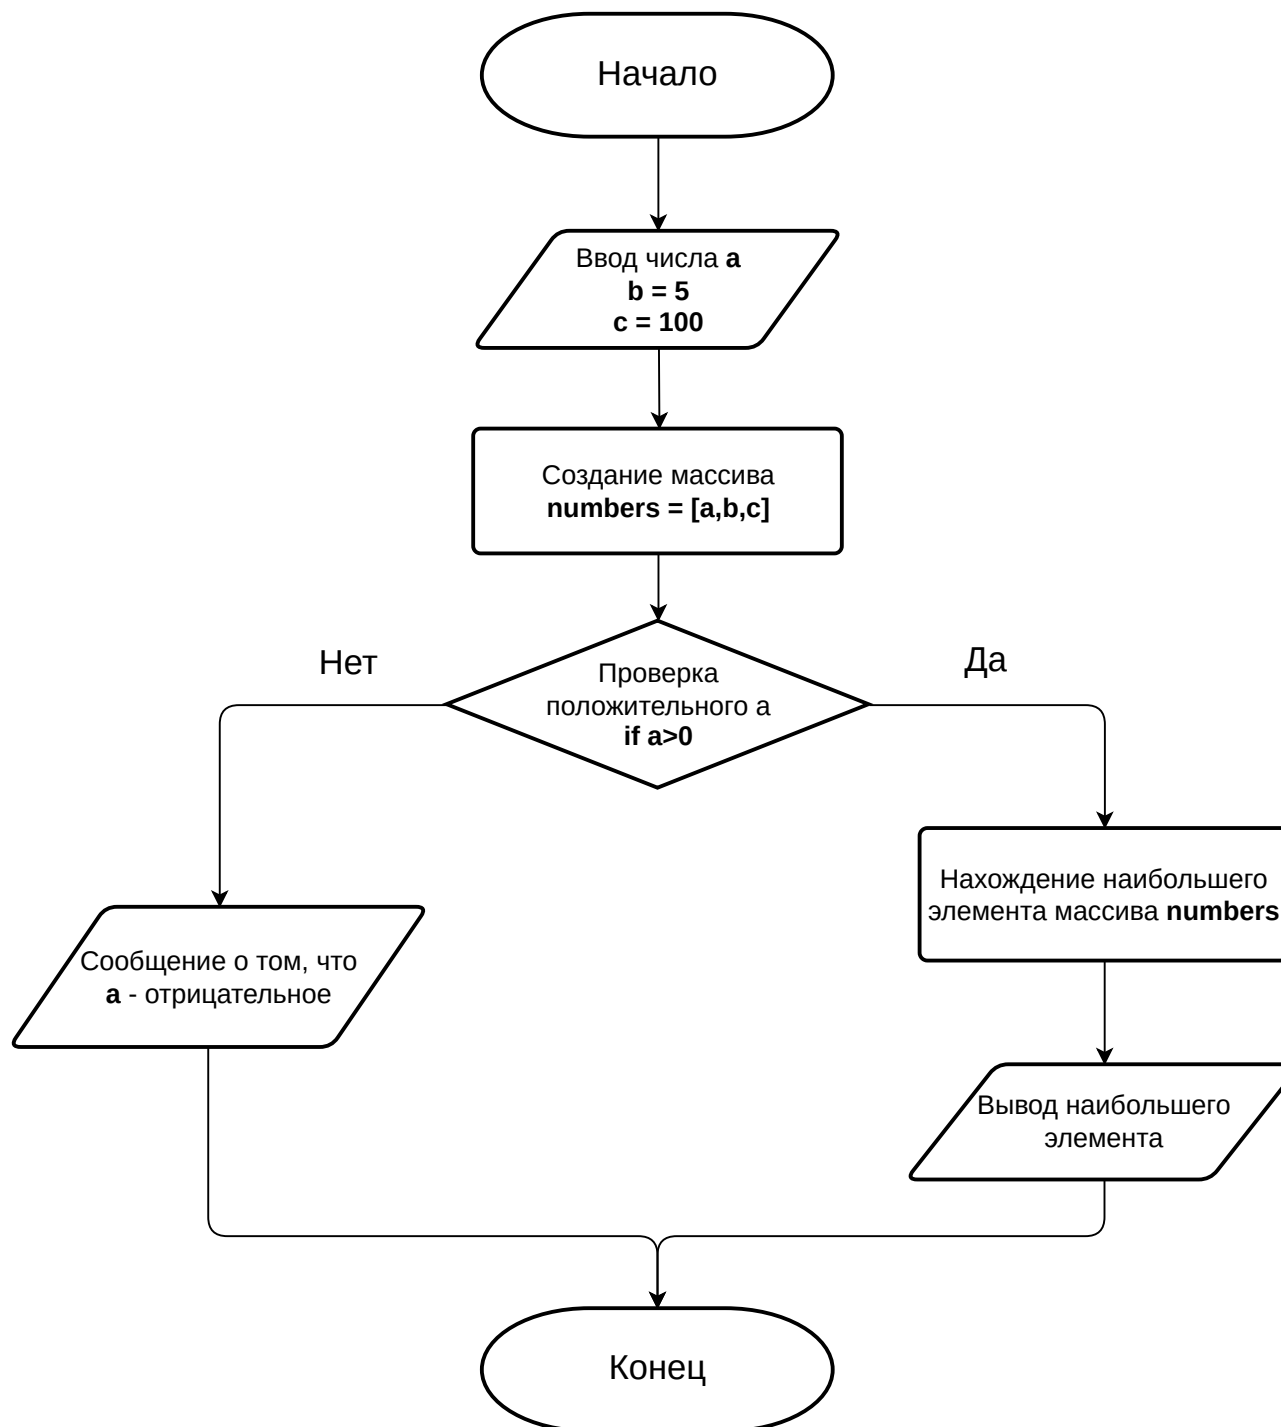 Начало
Ввод числа a
b = 5
c = 100
Создание массива
numbers = [a,b,c]
Нет
Да
Проверка
положительного а
if a>0
Нахождение наибольшего
элемента массива numbers
Сообщение о том, что
a - отрицательное
Вывод наибольшего
элемента
Конец